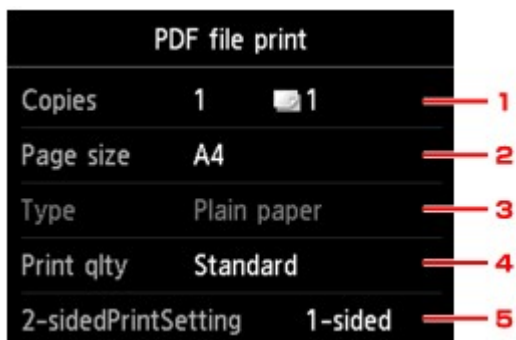 PDF file print
Copies 1 1 1
Page size A4 2
Type Plain paper 3
Print qlty Standard 4
2-sidedPrintSetting 1-sided 5